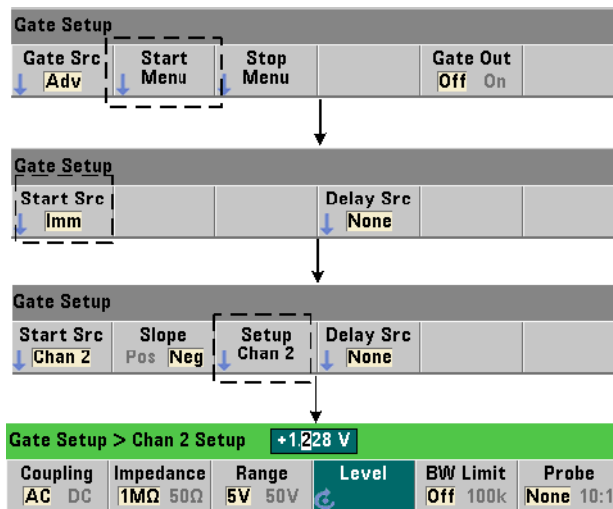 Gate Setup
Gate Src Start Stop Gate Out
Adv Menu Menu Off On
Gate Setup
Start Src Delay Src
Imm None
Gate Setup
Start Src Slope Setup Delay Src
Chan 2 Pos Neg Chan 2 None
Gate Setup > Chan 2 Setup +1.228 V
Coupling Impedance Range Level BW Limit Probe
AC DC 1MΩ 50Ω 5V 50V Off 100k None 10:1